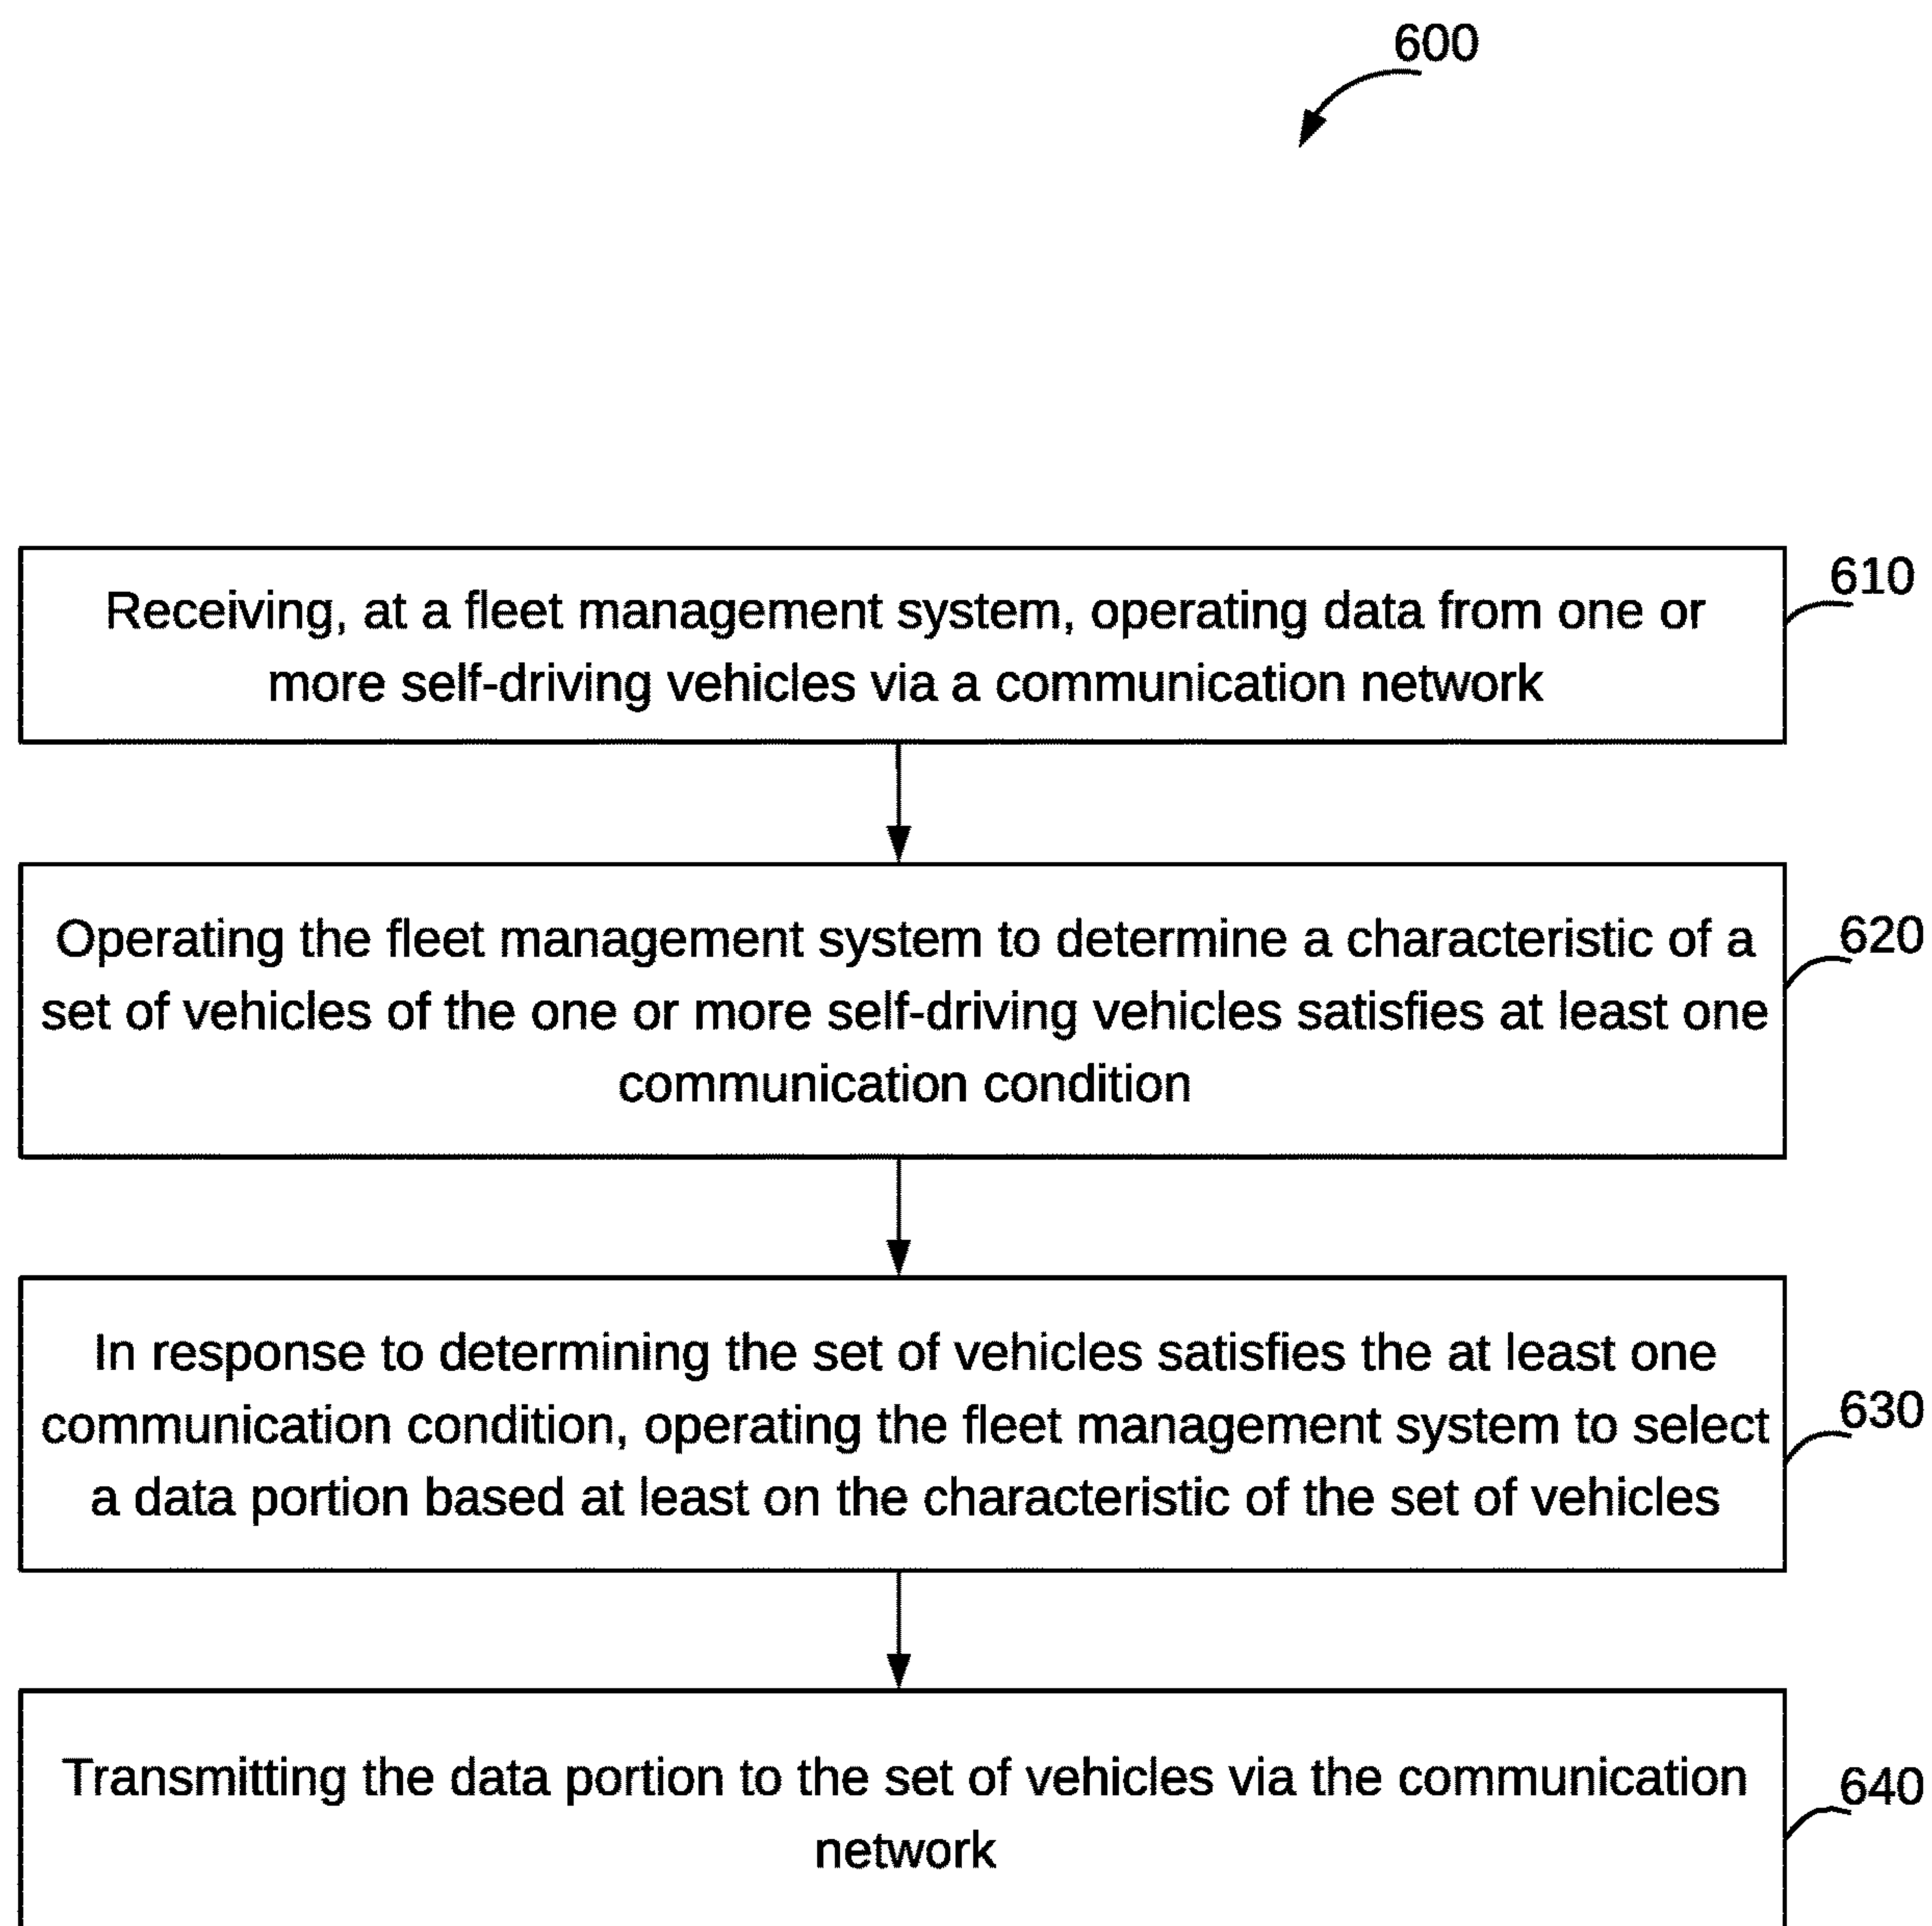 600
Receiving, at a fleet management system, operating data from one or
more self-driving vehicles via a communication network
610
Operating the fleet management system to determine a characteristic of a
set of vehicles of the one or more self-driving vehicles satisfies at least one
communication condition
620
In response to determining the set of vehicles satisfies the at least one
communication condition, operating the fleet management system to select
a data portion based at least on the characteristic of the set of vehicles
630
Transmitting the data portion to the set of vehicles via the communication
network
640